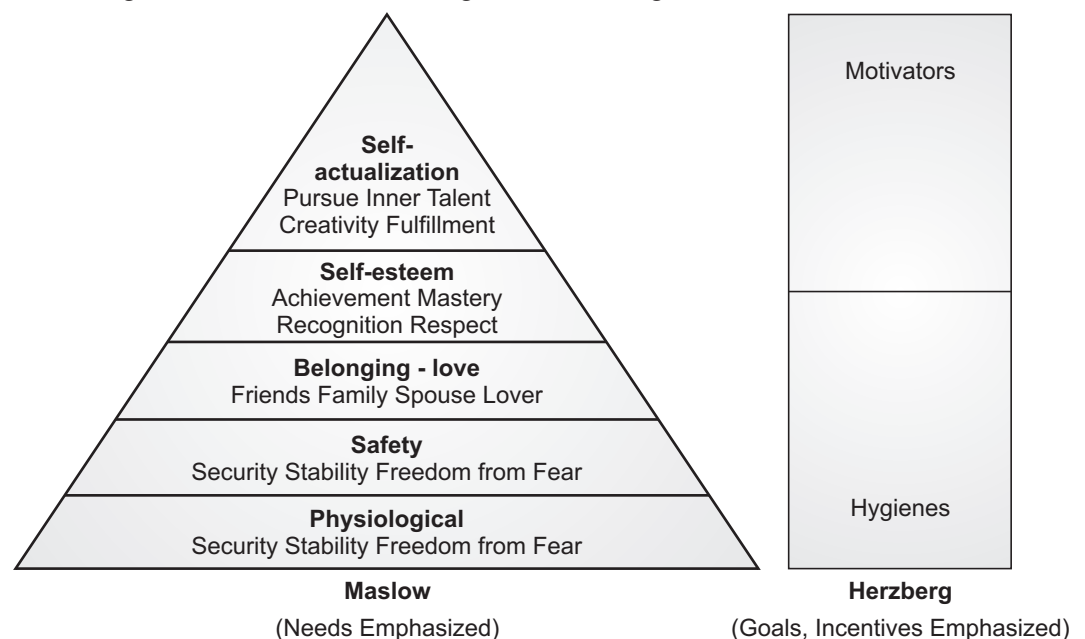 Self-
actualization
Pursue Inner Talent
Creativity Fulfillment
Self-esteem
Achievement Mastery
Recognition Respect
Belonging - love
Friends Family Spouse Lover
Safety
Security Stability Freedom from Fear
Physiological
Security Stability Freedom from Fear
Maslow
(Needs Emphasized)
Motivators
Hygienes
Herzberg
(Goals, Incentives Emphasized)